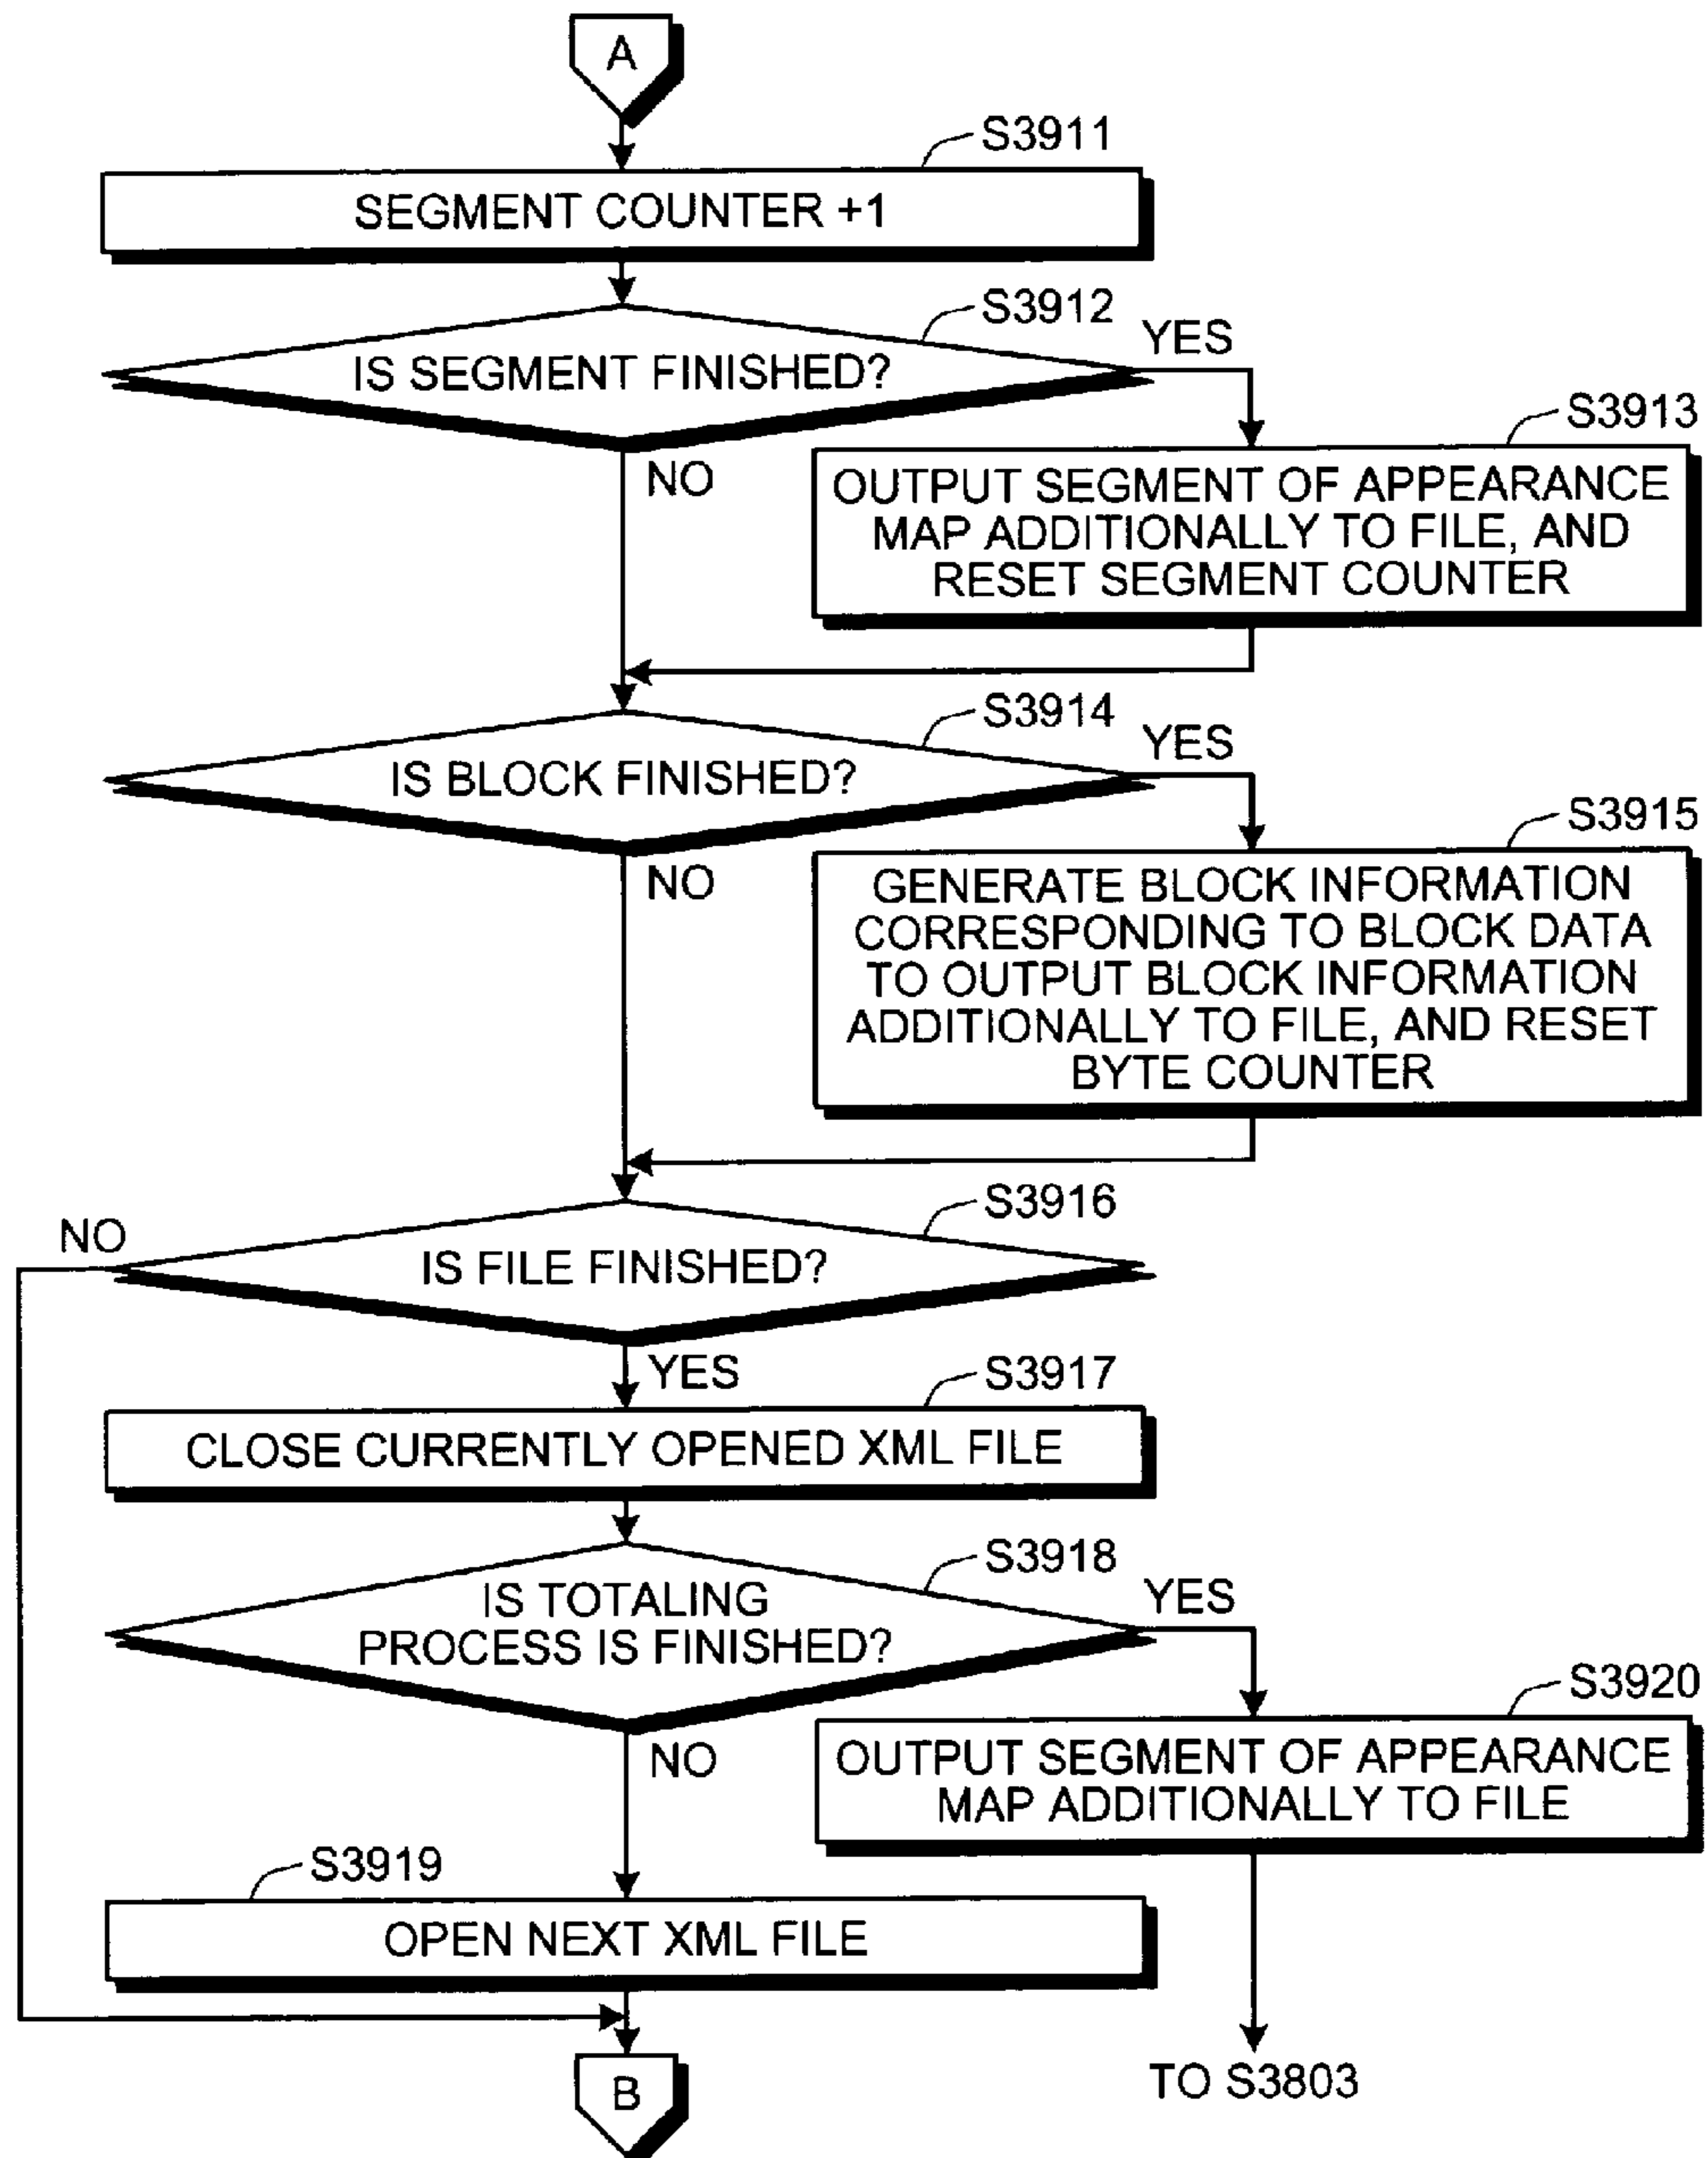 A
S3911
SEGMENT COUNTER +1
S3912
YES
IS SEGMENT FINISHED?
NO
S3913
OUTPUT SEGMENT OF APPEARANCE
MAP ADDITIONALLY TO FILE, AND
RESET SEGMENT COUNTER
S3914
YES
IS BLOCK FINISHED?
NO
S3915
GENERATE BLOCK INFORMATION
CORRESPONDING TO BLOCK DATA
TO OUTPUT BLOCK INFORMATION
ADDITIONALLY TO FILE, AND RESET
BYTE COUNTER
S3916
NO
IS FILE FINISHED?
YES
S3917
CLOSE CURRENTLY OPENED XML FILE
S3918
YES
IS TOTALING
PROCESS IS FINISHED?
NO
S3920
OUTPUT SEGMENT OF APPEARANCE
MAP ADDITIONALLY TO FILE
S3919
OPEN NEXT XML FILE
TO S3803
B